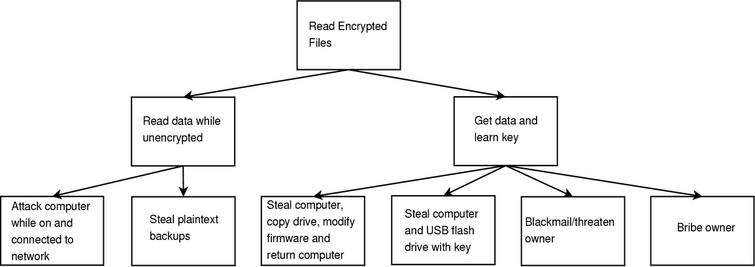 Read Encrypted
Files
Read data while
unencrypted
Get data and
learn key
Attack computer
while on and
connected to
network
Steal plaintext
backups
Steal computer,
copy drive, modify
firmware and
return computer
Steal computer
and USB flash
drive with key
Blackmail/threaten
owner
Bribe owner